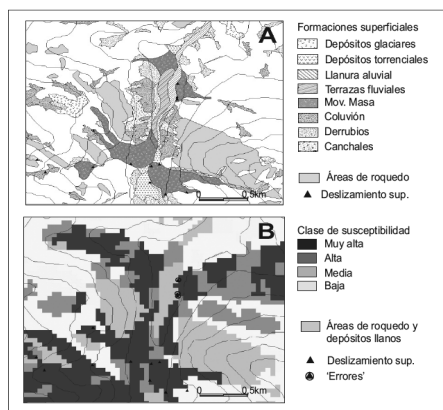 A
0 0.5km
Formaciones superficiales
Depósitos glaciares
Depósitos torrenciales
Llanura aluvial
Terrazas fluviales
Mov. Masa
Coluvión
Derrubios
Canchales
Áreas de roquedo
Deslizamiento sup.
B
0 0.5km
Clase de susceptibilidad
Muy alta
Alta
Media
Baja
Áreas de roquedo y
depósitos llanos
Deslizamiento sup.
'Errores'